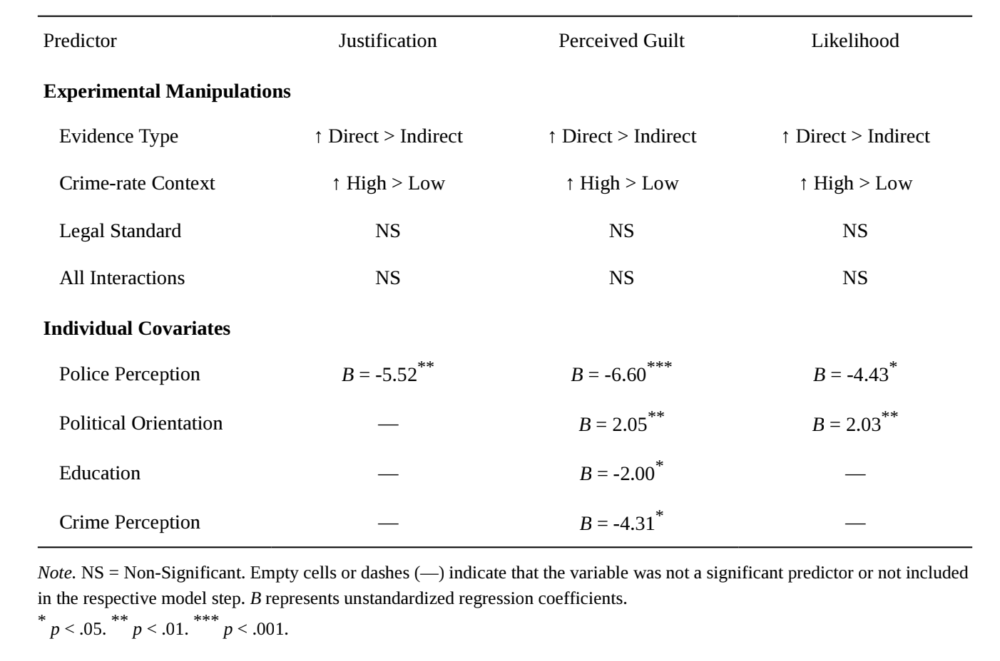 Predictor Justification Perceived Guilt Likelihood
Experimental Manipulations
Evidence Type ↑ Direct > Indirect ↑ Direct > Indirect ↑ Direct > Indirect
Crime-rate Context ↑ High > Low ↑ High > Low ↑ High > Low
Legal Standard NS NS NS
All Interactions NS NS NS
Individual Covariates
Police Perception B = -5.52** B = -6.60*** B = -4.43*
Political Orientation — B = 2.05** B = 2.03**
Education — B = -2.00* —
Crime Perception — B = -4.31* —
Note. NS = Non-Significant. Empty cells or dashes (—) indicate that the variable was not a significant predictor or not included
in the respective model step. B represents unstandardized regression coefficients.
* p < .05. ** p < .01. *** p < .001.